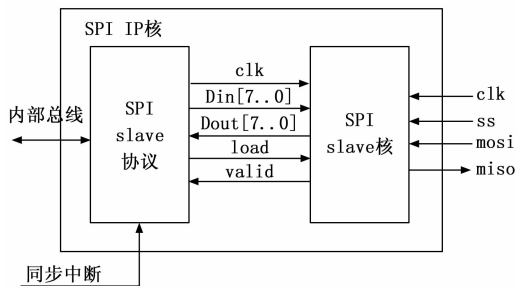 SPI IP核
内部总线
SPI
slave
协议
clk
Din[7..0]
Dout[7..0]
load
valid
SPI
slave核
clk
ss
mosi
miso
同步中断